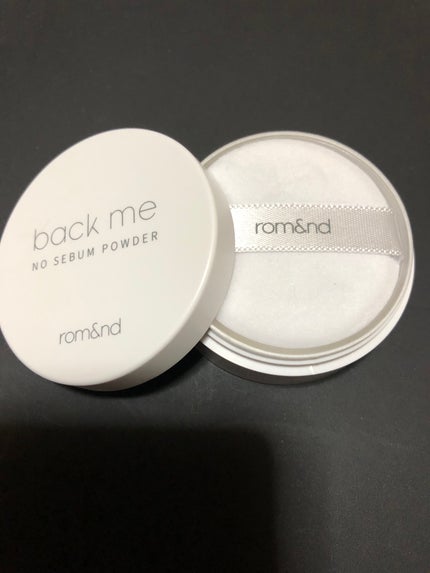 back me
NO SEBUM POWDER
rom&nd
rom&nd